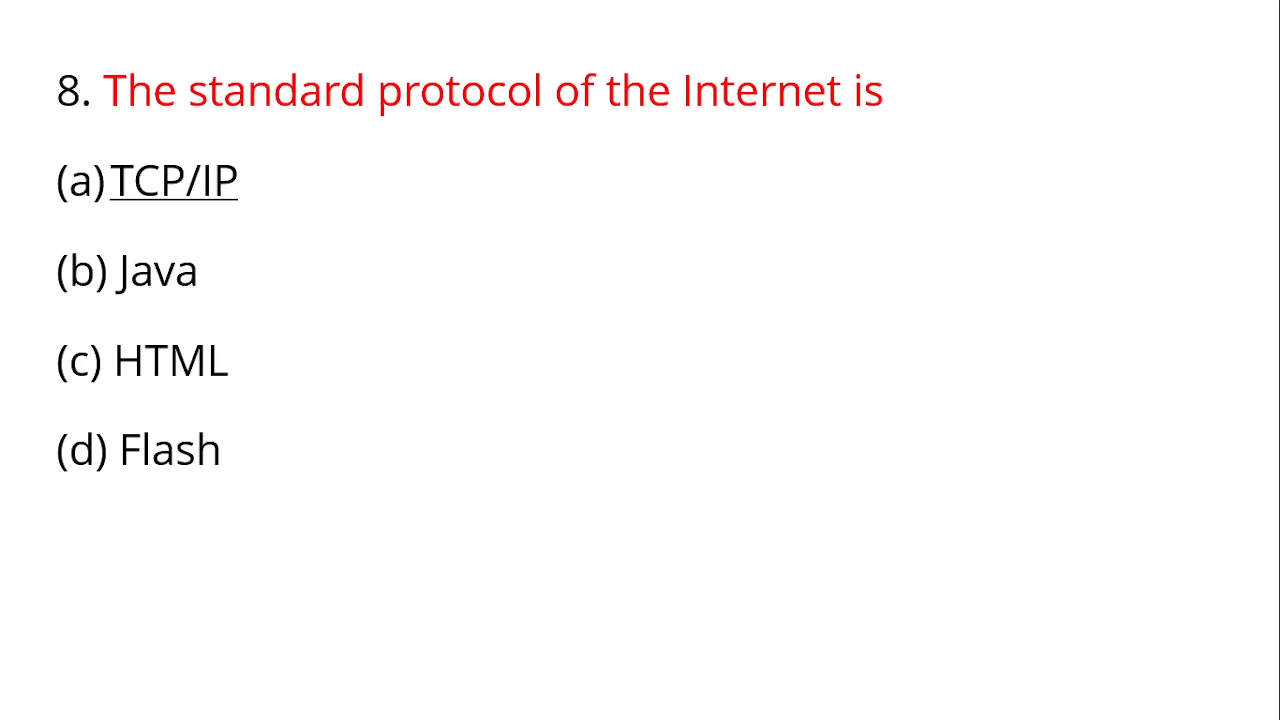 8. The standard protocol of the Internet is
(a) TCP/IP
(b) Java
(c) HTML
(d) Flash